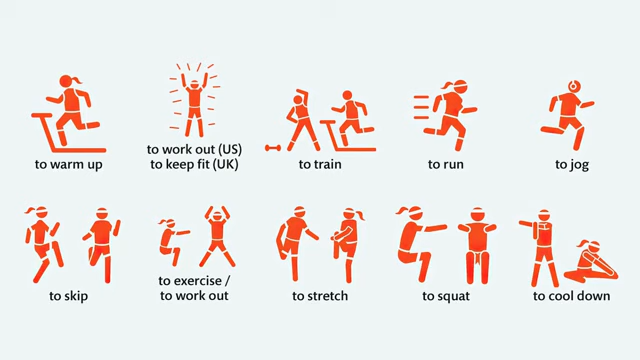 to warm up
to work out (US)
to keep fit (UK)
to train
to run
to jog
to skip
to exercise /
to work out
to stretch
to squat
to cool down